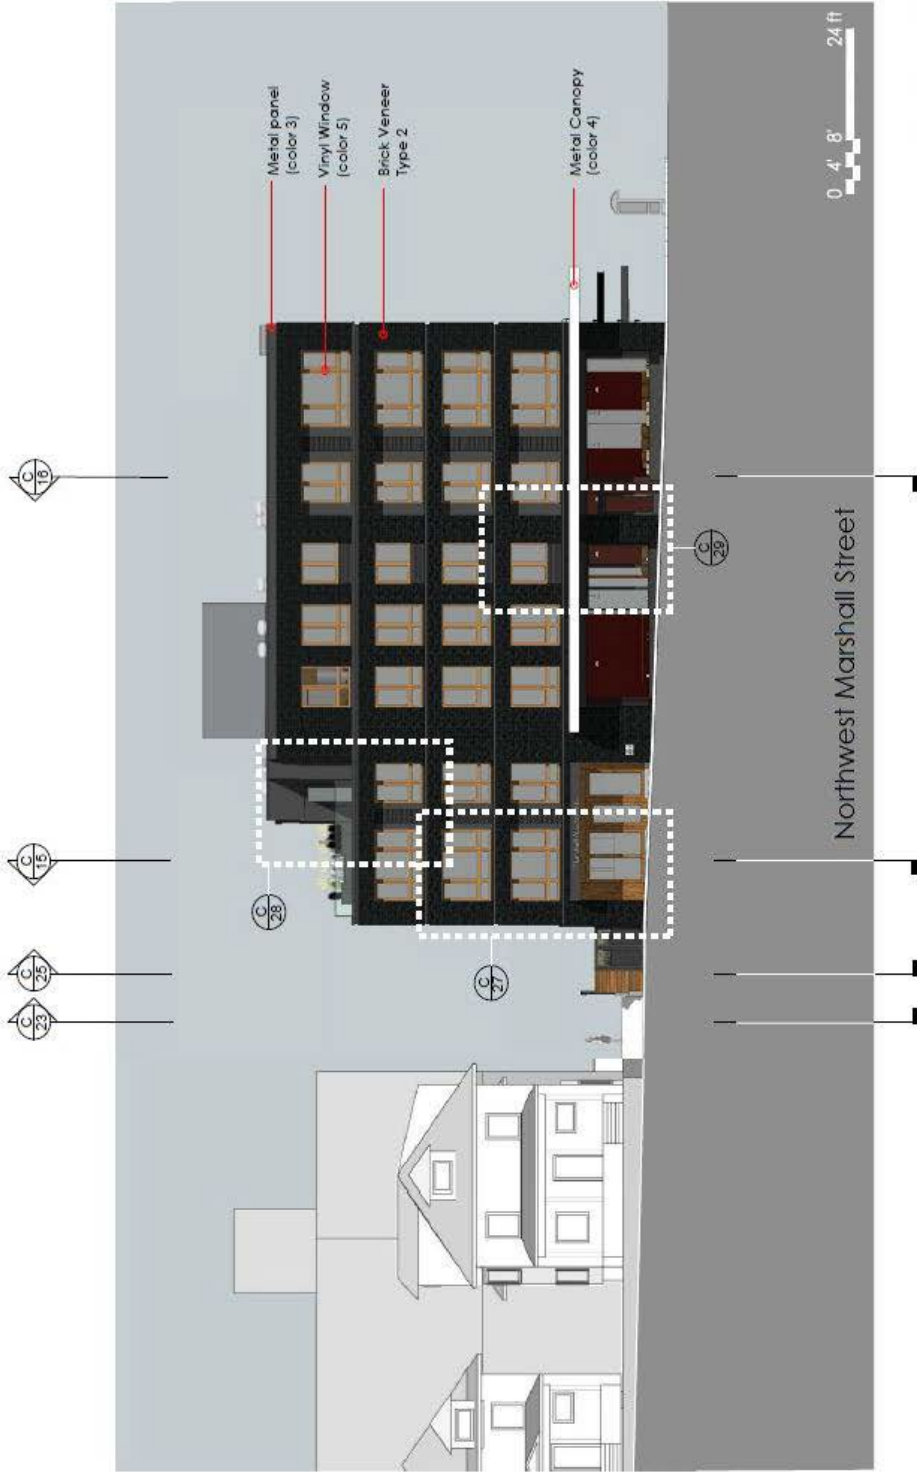 C
23
C
25
C
15
C
16
Metal panel
(color 3)
Vinyl Window
(color 5)
Brick Veneer
Type 2
Metal Canopy
(color 4)
C
28
C
27
C
29
Northwest Marshall Street
0 4' 8' 24 ft